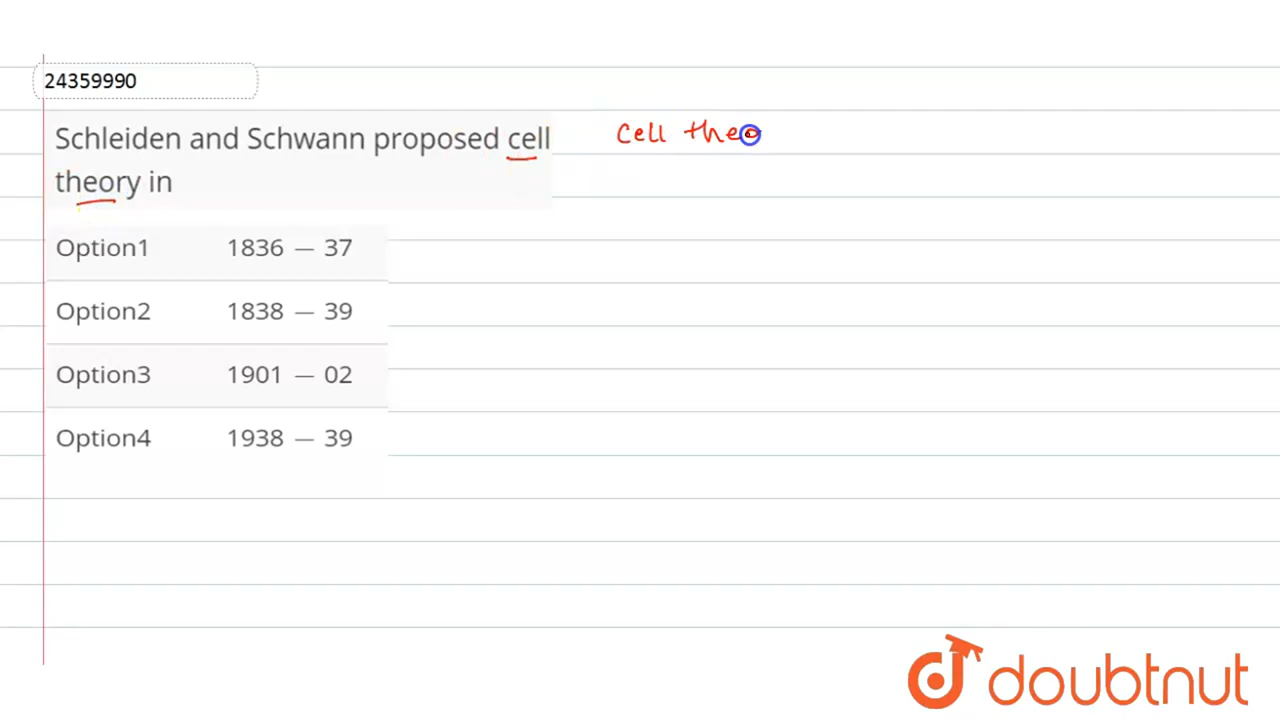 24359990
Schleiden and Schwann proposed cell
theory in
Cell theo
Option1 1836 — 37
Option2 1838 — 39
Option3 1901 — 02
Option4 1938 — 39
doubtnut